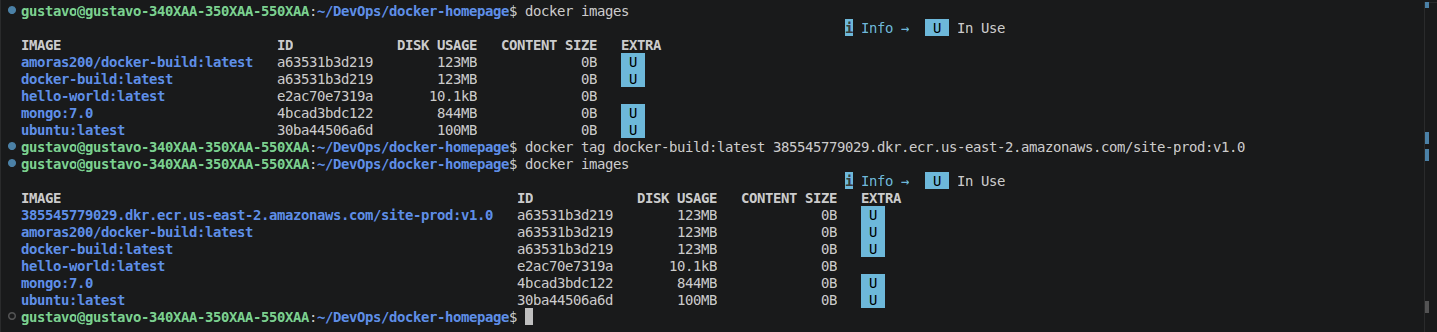 gustavo@gustavo-340XAA-350XAA-550XAA:~/DevOps/docker-homepage$ docker images
i Info → U In Use
IMAGE ID DISK USAGE CONTENT SIZE EXTRA
amoras200/docker-build:latest a63531b3d219 123MB 0B U
docker-build:latest a63531b3d219 123MB 0B U
hello-world:latest e2ac70e7319a 10.1kB 0B
mongo:7.0 4bcad3bdc122 844MB 0B U
ubuntu:latest 30ba44506a6d 100MB 0B U
gustavo@gustavo-340XAA-350XAA-550XAA:~/DevOps/docker-homepage$ docker tag docker-build:latest 385545779029.dkr.ecr.us-east-2.amazonaws.com/site-prod:v1.0
gustavo@gustavo-340XAA-350XAA-550XAA:~/DevOps/docker-homepage$ docker images
i Info → U In Use
IMAGE ID DISK USAGE CONTENT SIZE EXTRA
385545779029.dkr.ecr.us-east-2.amazonaws.com/site-prod:v1.0 a63531b3d219 123MB 0B U
amoras200/docker-build:latest a63531b3d219 123MB 0B U
docker-build:latest a63531b3d219 123MB 0B U
hello-world:latest e2ac70e7319a 10.1kB 0B
mongo:7.0 4bcad3bdc122 844MB 0B U
ubuntu:latest 30ba44506a6d 100MB 0B U
gustavo@gustavo-340XAA-350XAA-550XAA:~/DevOps/docker-homepage$